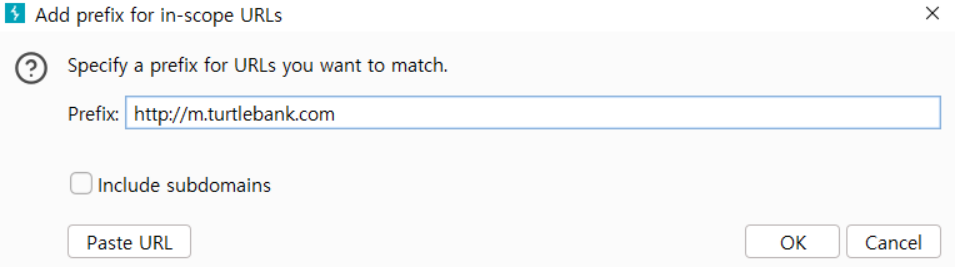 Add prefix for in-scope URLs
Specify a prefix for URLs you want to match.
Prefix: http://m.turtlebank.com
Include subdomains
Paste URL OK Cancel